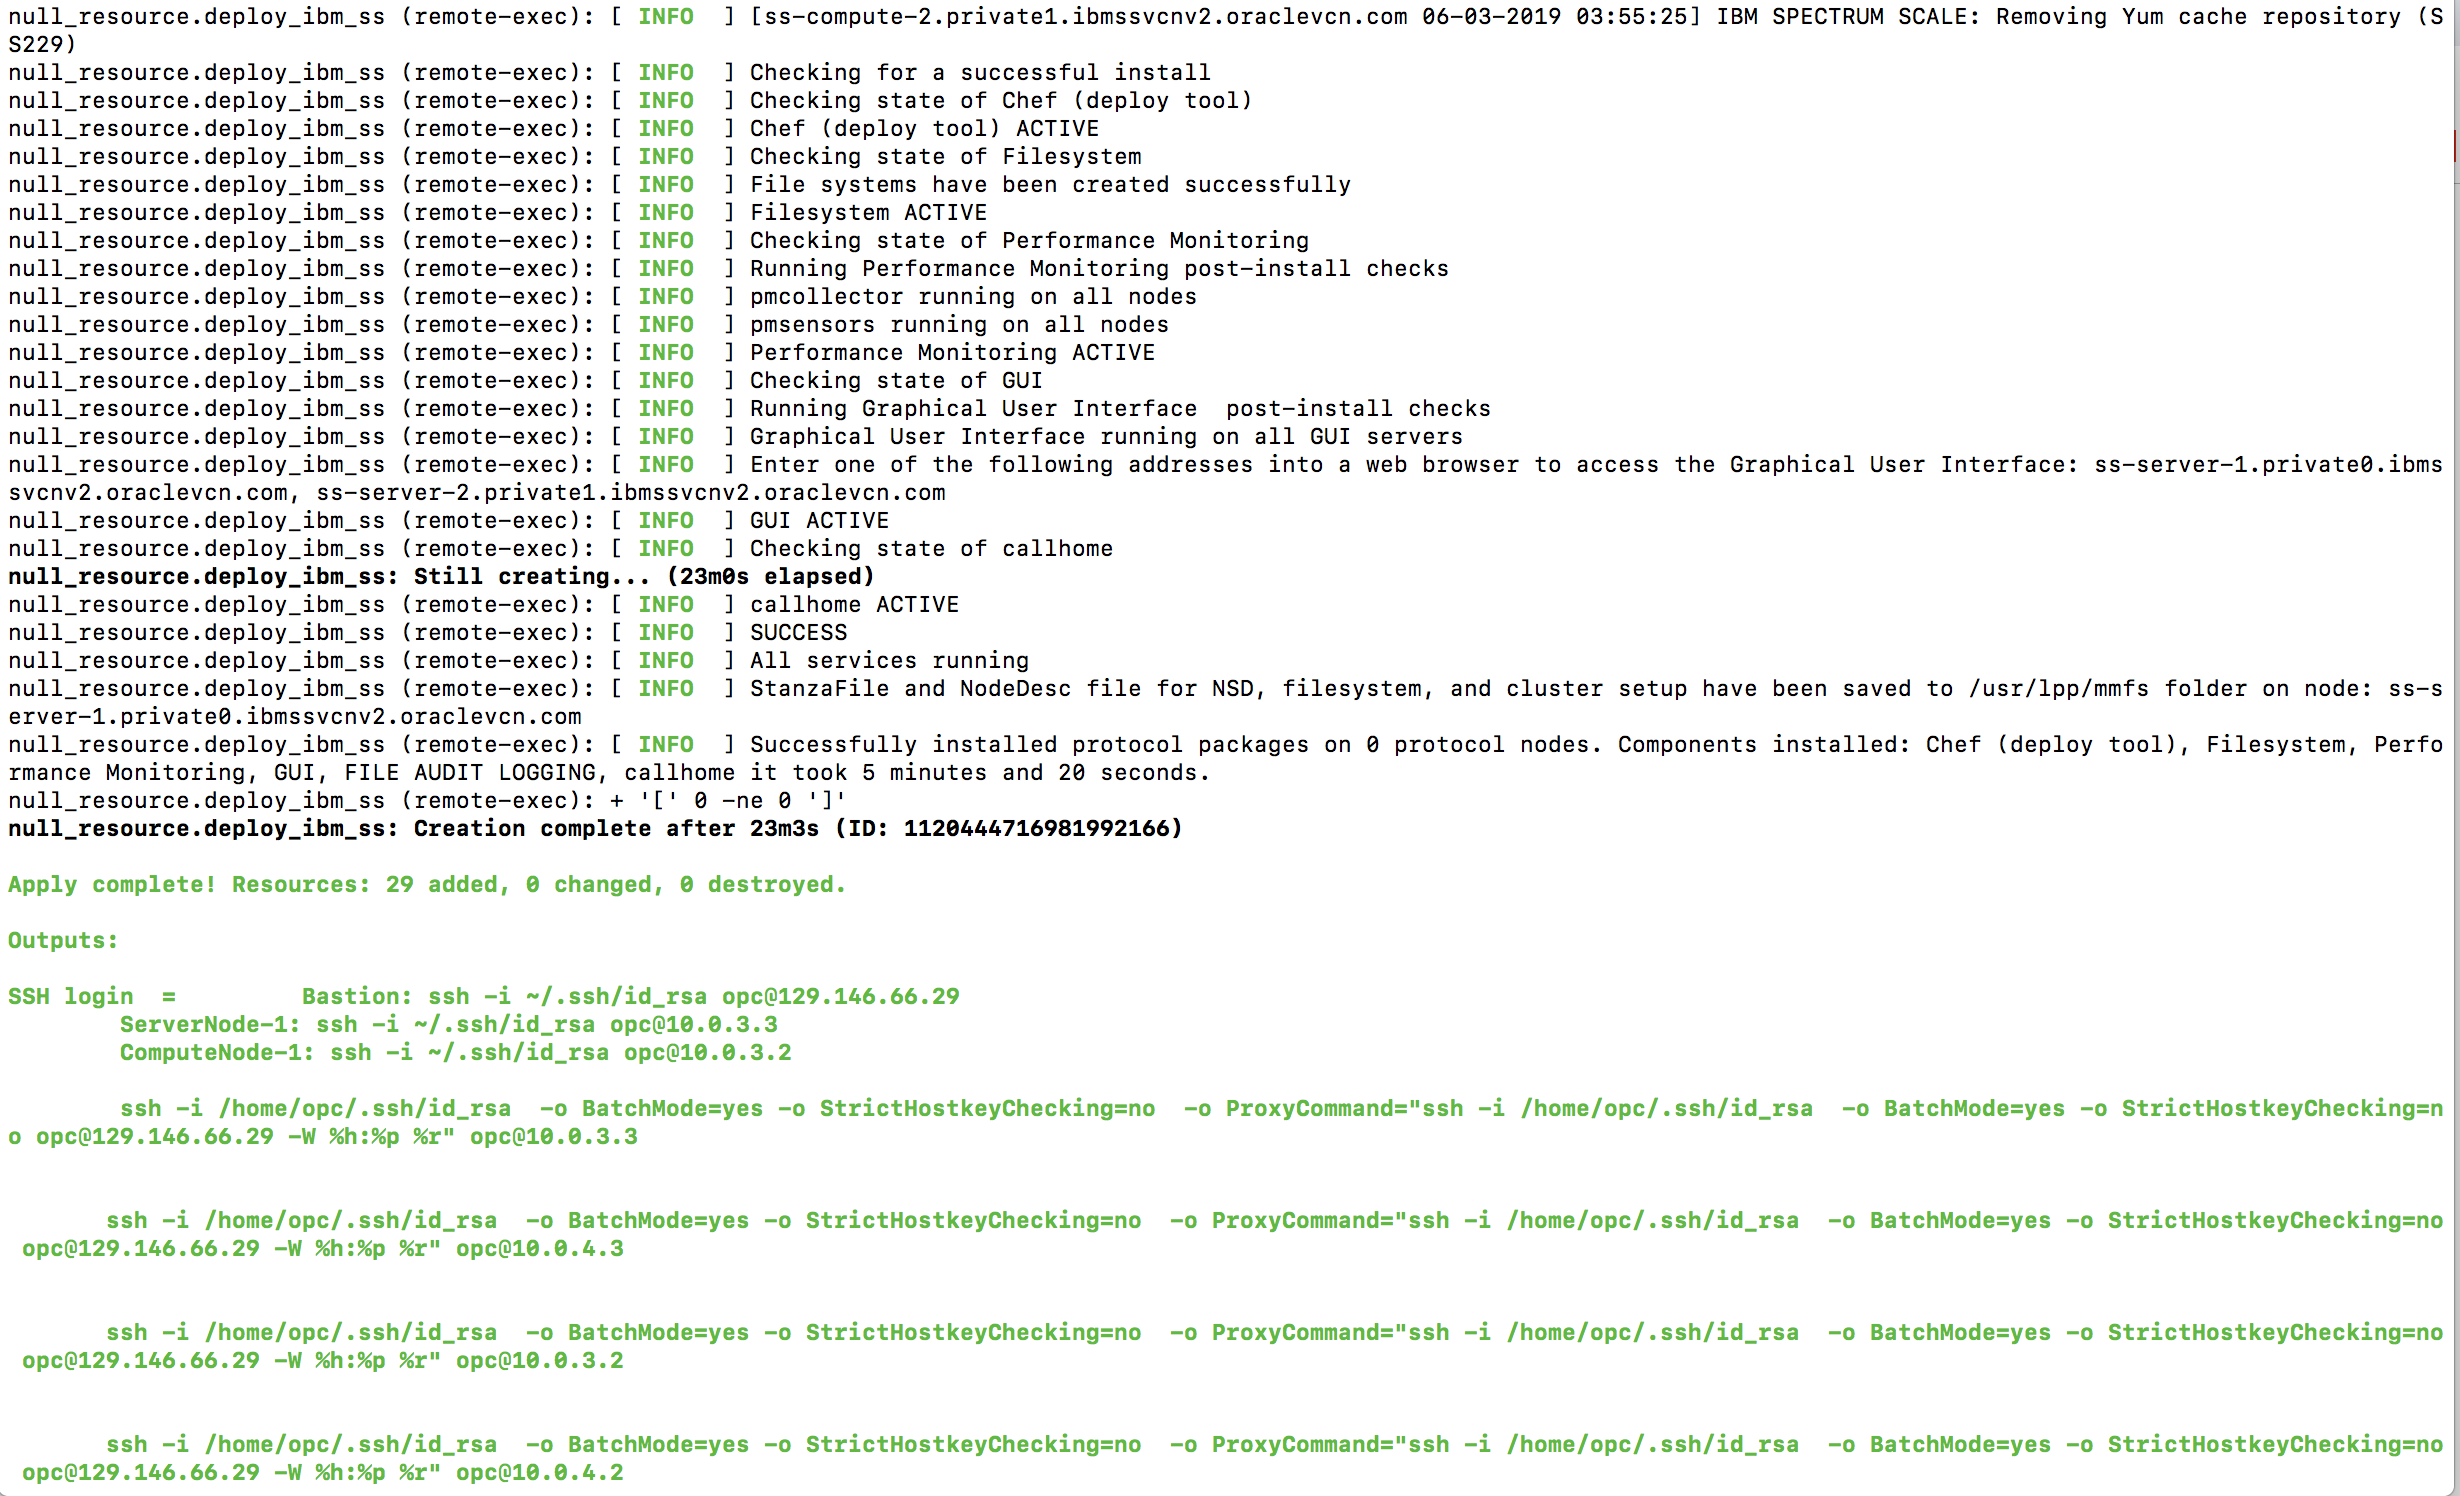 null_resource.deploy_ibm_ss (remote-exec): [ INFO  ] [ss-compute-2.private1.ibmssvcnv2.oraclevcn.com 06-03-2019 03:55:25] IBM SPECTRUM SCALE: Removing Yum cache repository (S
S229)
null_resource.deploy_ibm_ss (remote-exec): [ INFO  ] Checking for a successful install
null_resource.deploy_ibm_ss (remote-exec): [ INFO  ] Checking state of Chef (deploy tool)
null_resource.deploy_ibm_ss (remote-exec): [ INFO  ] Chef (deploy tool) ACTIVE
null_resource.deploy_ibm_ss (remote-exec): [ INFO  ] Checking state of Filesystem
null_resource.deploy_ibm_ss (remote-exec): [ INFO  ] File systems have been created successfully
null_resource.deploy_ibm_ss (remote-exec): [ INFO  ] Filesystem ACTIVE
null_resource.deploy_ibm_ss (remote-exec): [ INFO  ] Checking state of Performance Monitoring
null_resource.deploy_ibm_ss (remote-exec): [ INFO  ] Running Performance Monitoring post-install checks
null_resource.deploy_ibm_ss (remote-exec): [ INFO  ] pmcollector running on all nodes
null_resource.deploy_ibm_ss (remote-exec): [ INFO  ] pmsensors running on all nodes
null_resource.deploy_ibm_ss (remote-exec): [ INFO  ] Performance Monitoring ACTIVE
null_resource.deploy_ibm_ss (remote-exec): [ INFO  ] Checking state of GUI
null_resource.deploy_ibm_ss (remote-exec): [ INFO  ] Running Graphical User Interface  post-install checks
null_resource.deploy_ibm_ss (remote-exec): [ INFO  ] Graphical User Interface running on all GUI servers
null_resource.deploy_ibm_ss (remote-exec): [ INFO  ] Enter one of the following addresses into a web browser to access the Graphical User Interface: ss-server-1.private0.ibms
svcnv2.oraclevcn.com, ss-server-2.private1.ibmssvcnv2.oraclevcn.com
null_resource.deploy_ibm_ss (remote-exec): [ INFO  ] GUI ACTIVE
null_resource.deploy_ibm_ss (remote-exec): [ INFO  ] Checking state of callhome
null_resource.deploy_ibm_ss: Still creating... (23m0s elapsed)
null_resource.deploy_ibm_ss (remote-exec): [ INFO  ] callhome ACTIVE
null_resource.deploy_ibm_ss (remote-exec): [ INFO  ] SUCCESS
null_resource.deploy_ibm_ss (remote-exec): [ INFO  ] All services running
null_resource.deploy_ibm_ss (remote-exec): [ INFO  ] StanzaFile and NodeDesc file for NSD, filesystem, and cluster setup have been saved to /usr/lpp/mmfs folder on node: ss-s
erver-1.private0.ibmssvcnv2.oraclevcn.com
null_resource.deploy_ibm_ss (remote-exec): [ INFO  ] Successfully installed protocol packages on 0 protocol nodes. Components installed: Chef (deploy tool), Filesystem, Perfo
rmance Monitoring, GUI, FILE AUDIT LOGGING, callhome it took 5 minutes and 20 seconds.
null_resource.deploy_ibm_ss (remote-exec): + '[' 0 -ne 0 ']'
null_resource.deploy_ibm_ss: Creation complete after 23m3s (ID: 1120444716981992166)
Apply complete! Resources: 29 added, 0 changed, 0 destroyed.
Outputs:
SSH login  =         Bastion: ssh -i ~/.ssh/id_rsa opc@129.146.66.29
ServerNode-1: ssh -i ~/.ssh/id_rsa opc@10.0.3.3
ComputeNode-1: ssh -i ~/.ssh/id_rsa opc@10.0.3.2
ssh -i /home/opc/.ssh/id_rsa  -o BatchMode=yes -o StrictHostkeyChecking=no  -o ProxyCommand="ssh -i /home/opc/.ssh/id_rsa  -o BatchMode=yes -o StrictHostkeyChecking=n
o opc@129.146.66.29 -W %h:%p %r" opc@10.0.3.3
ssh -i /home/opc/.ssh/id_rsa  -o BatchMode=yes -o StrictHostkeyChecking=no  -o ProxyCommand="ssh -i /home/opc/.ssh/id_rsa  -o BatchMode=yes -o StrictHostkeyChecking=no
opc@129.146.66.29 -W %h:%p %r" opc@10.0.4.3
ssh -i /home/opc/.ssh/id_rsa  -o BatchMode=yes -o StrictHostkeyChecking=no  -o ProxyCommand="ssh -i /home/opc/.ssh/id_rsa  -o BatchMode=yes -o StrictHostkeyChecking=no
opc@129.146.66.29 -W %h:%p %r" opc@10.0.3.2
ssh -i /home/opc/.ssh/id_rsa  -o BatchMode=yes -o StrictHostkeyChecking=no  -o ProxyCommand="ssh -i /home/opc/.ssh/id_rsa  -o BatchMode=yes -o StrictHostkeyChecking=no
opc@129.146.66.29 -W %h:%p %r" opc@10.0.4.2